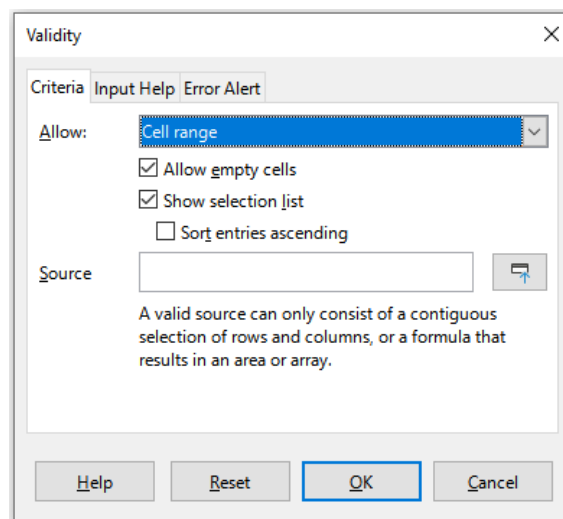 Validity
Criteria Input Help Error Alert
Allow: Cell range
Allow empty cells
Show selection list
Sort entries ascending
Source
A valid source can only consist of a contiguous
selection of rows and columns, or a formula that
results in an area or array.
Help Reset OK Cancel